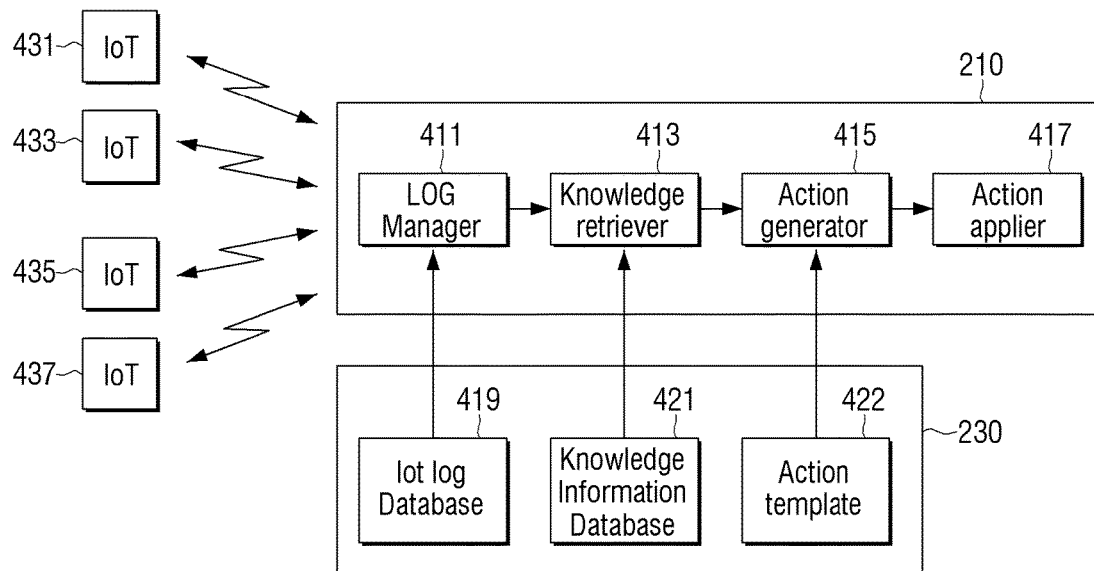 431
IoT
433
IoT
435
IoT
437
IoT
210
411
LOG
Manager
413
Knowledge
retriever
415
Action
generator
417
Action
applier
419
Iot log
Database
421
Knowledge
Information
Database
422
Action
template
230